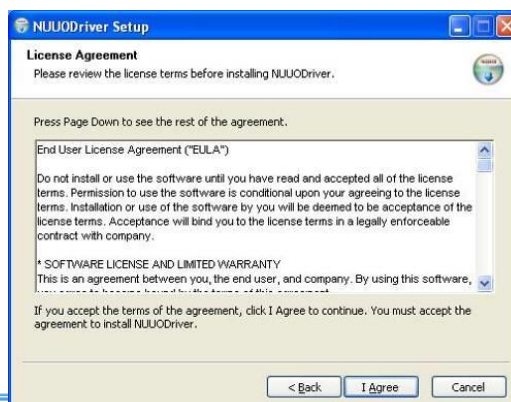 NUUODriver Setup
License Agreement
Please review the license terms before installing NUUODriver.
Press Page Down to see the rest of the agreement.
End User License Agreement ("EULA")
Do not install or use the software until you have read and accepted all of the license
terms. Permission to use the software is conditional upon your agreeing to the license
terms. Installation or use of the software by you will be deemed to be acceptance of the
license terms. Acceptance will bind you to the license terms in a legally enforceable
contract with company.
* SOFTWARE LICENSE AND LIMITED WARRANTY
This is an agreement between you, the end user, and company. By using this software,
If you accept the terms of the agreement, click I Agree to continue. You must accept the
agreement to install NUUODriver.
< Back
I Agree
Cancel